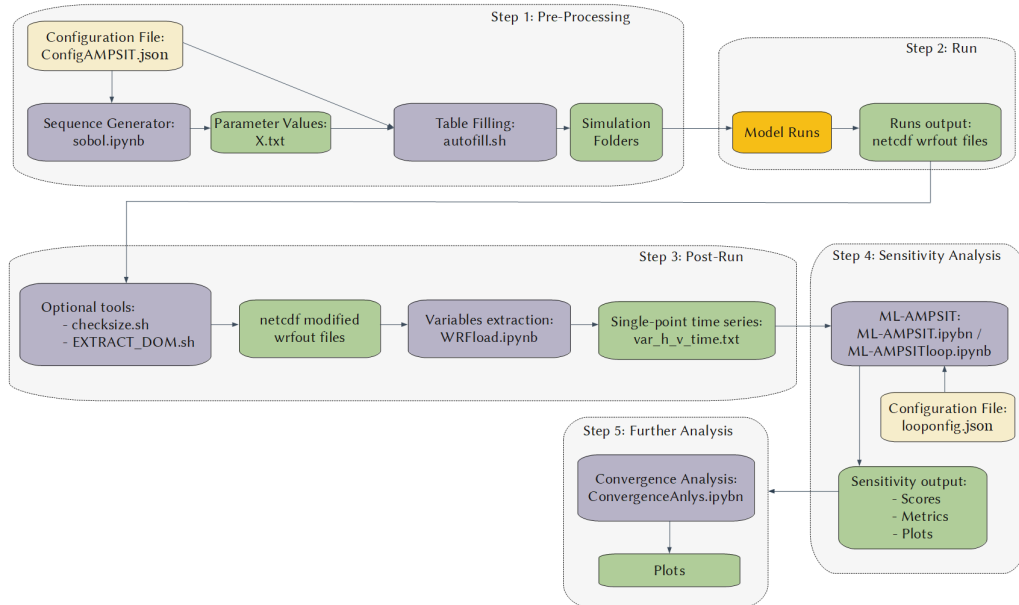 Step 1: Pre-Processing
Configuration File:
ConfigAMPSIT.json
Sequence Generator:
sobol.ipynb
Parameter Values:
X.txt
Table Filling:
autofill.sh
Simulation
Folders
Step 2: Run
Model Runs
Runs output:
netcdf wrfout files
Step 3: Post-Run
Optional tools:
- checksize.sh
- EXTRACT_DOM.sh
netcdf modified
wrfout files
Variables extraction:
WRFload.ipynb
Single-point time series:
var_h_v_time.txt
Step 4: Sensitivity Analysis
ML-AMPSIT:
ML-AMPSIT.ipybn /
ML-AMPSITloop.ipynb
Configuration File:
looponfig.json
Sensitivity output:
- Scores
- Metrics
- Plots
Step 5: Further Analysis
Convergence Analysis:
ConvergenceAnlys.ipybn
Plots